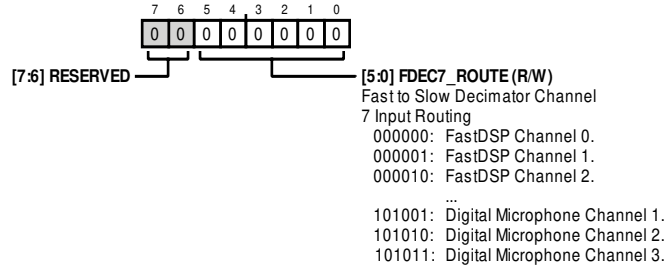 7 6 5 4 3 2 1 0
0 0 0 0 0 0 0 0
[7:6] RESERVED
[5:0] FDEC7_ROUTE (R/W)
Fast to Slow Decimator Channel
7 Input Routing
000000: FastDSP Channel 0.
000001: FastDSP Channel 1.
000010: FastDSP Channel 2.
...
101001: Digital Microphone Channel 1.
101010: Digital Microphone Channel 2.
101011: Digital Microphone Channel 3.